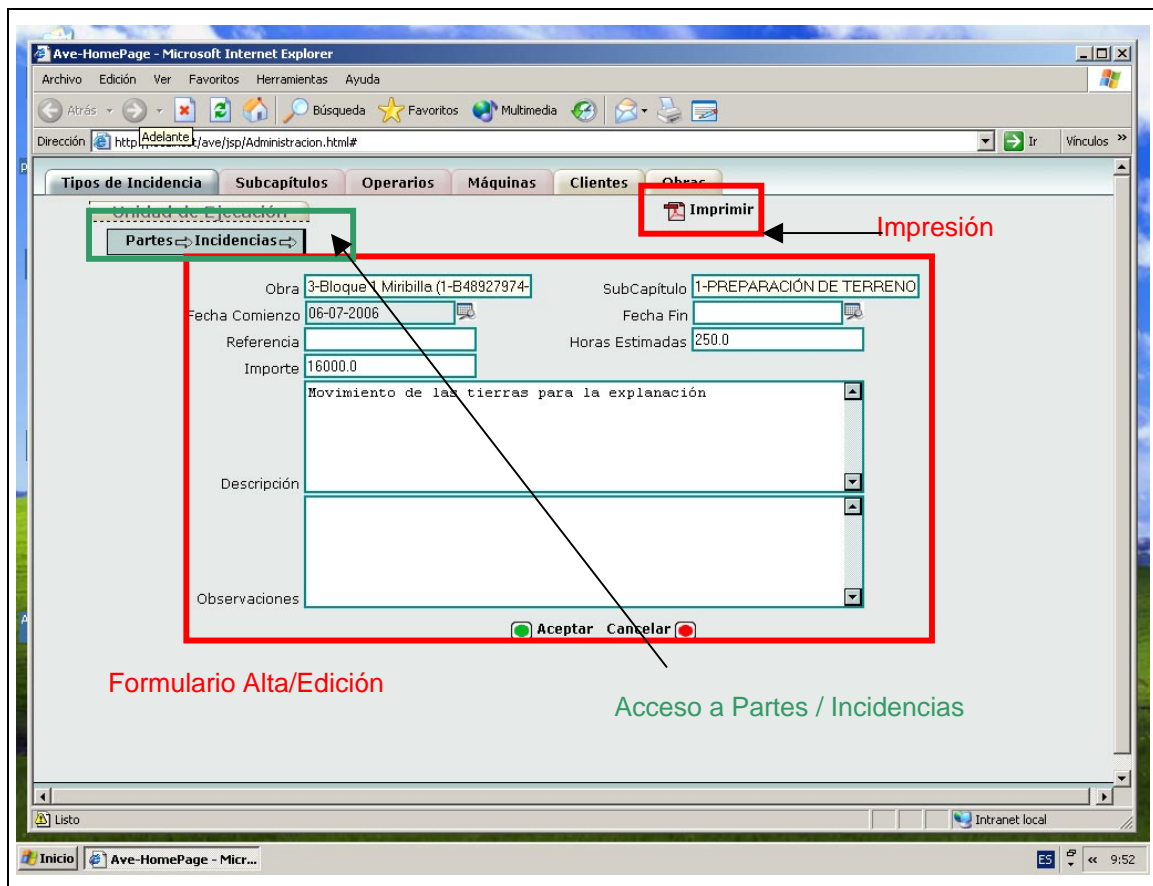 Ave-HomePage - Microsoft Internet Explorer
Archivo Edición Ver Favoritos Herramientas Ayuda
Atrás Búsqueda Favoritos Multimedia
Dirección http /ave/jsp/Administracion.html# Ir Vínculos »
Adelante
Tipos de Incidencia Subcapítulos Operarios Máquinas Clientes Obras
Unidad de Ejecución Imprimir
Impresión
Partes Incidencias
Obra 3-Bloque 1 Miribilla (1-B48927974- SubCapítulo 1-PREPARACIÓN DE TERRENO
Fecha Comienzo 06-07-2006 Fecha Fin
Referencia Horas Estimadas 250.0
Importe 16000.0
Movimiento de las tierras para la explanación
Descripción
Observaciones
Aceptar Cancelar
Formulario Alta/Edición
Acceso a Partes / Incidencias
Listo Intranet local
Inicio Ave-HomePage - Micr... ES « 9:52